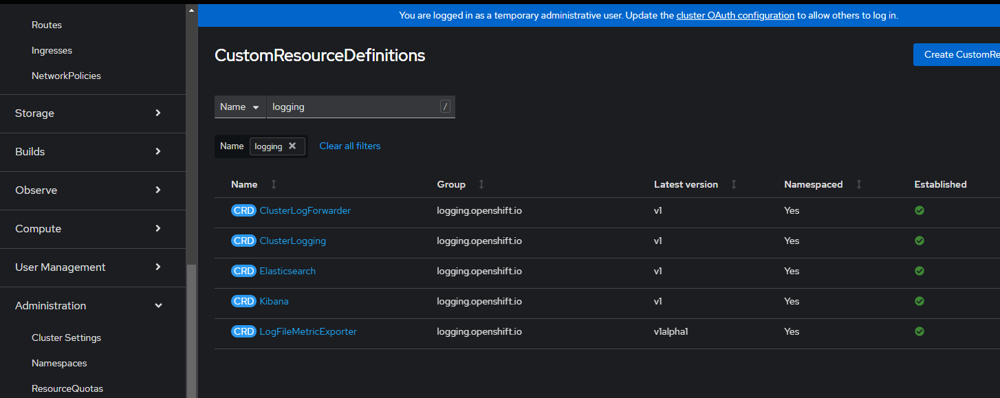 You are logged in as a temporary administrative user. Update the cluster OAuth configuration to allow others to log in.
Routes
Ingresses
NetworkPolicies
Storage
Builds
Observe
Compute
User Management
Administration
Cluster Settings
Namespaces
ResourceQuotas
CustomResourceDefinitions
Create CustomRe
Name logging /
Name logging Clear all filters
Name Group Latest version Namespaced Established
CRD ClusterLogForwarder logging.openshift.io v1 Yes
CRD ClusterLogging logging.openshift.io v1 Yes
CRD Elasticsearch logging.openshift.io v1 Yes
CRD Kibana logging.openshift.io v1 Yes
CRD LogFileMetricExporter logging.openshift.io v1alpha1 Yes